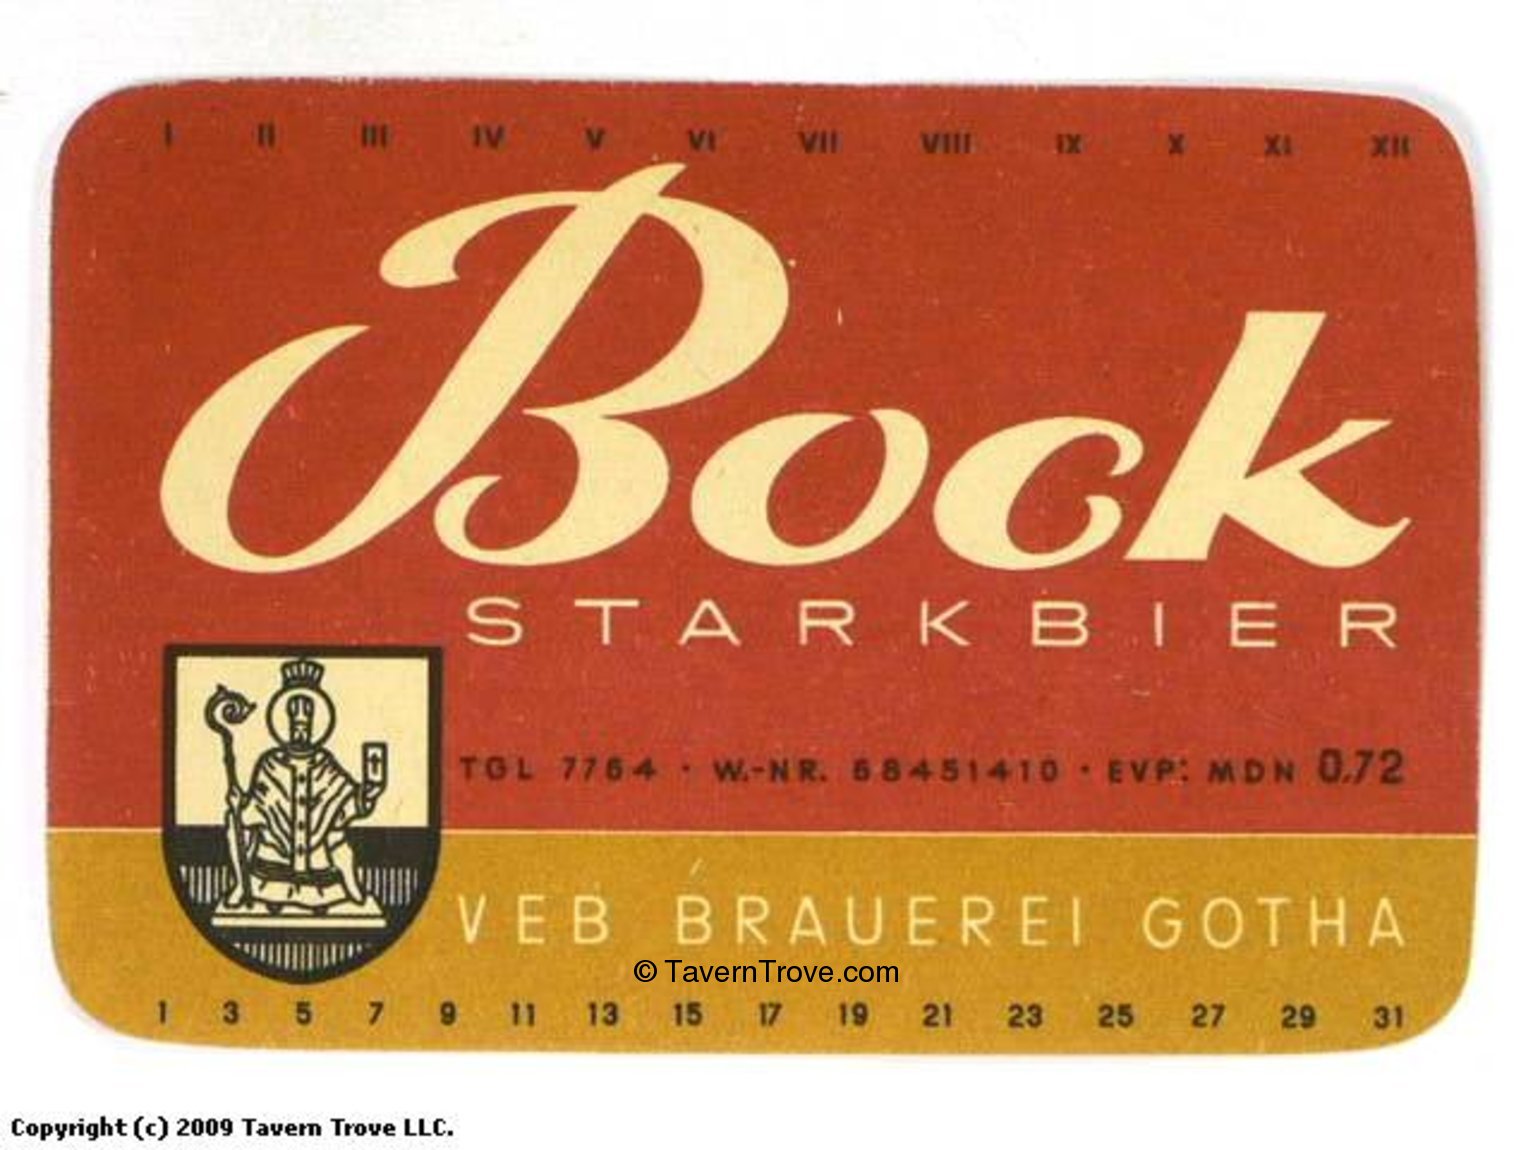 I II III IV V VI VII VIII IX X XI XII
Bock
STARKBIER
TGL 7764 · W.-NR. 68451410 · EVP: MDN 0,72
VEB BRAUEREI GOTHA
© TavernTrove.com
1 3 5 7 9 11 13 15 17 19 21 23 25 27 29 31
Copyright (c) 2009 Tavern Trove LLC.